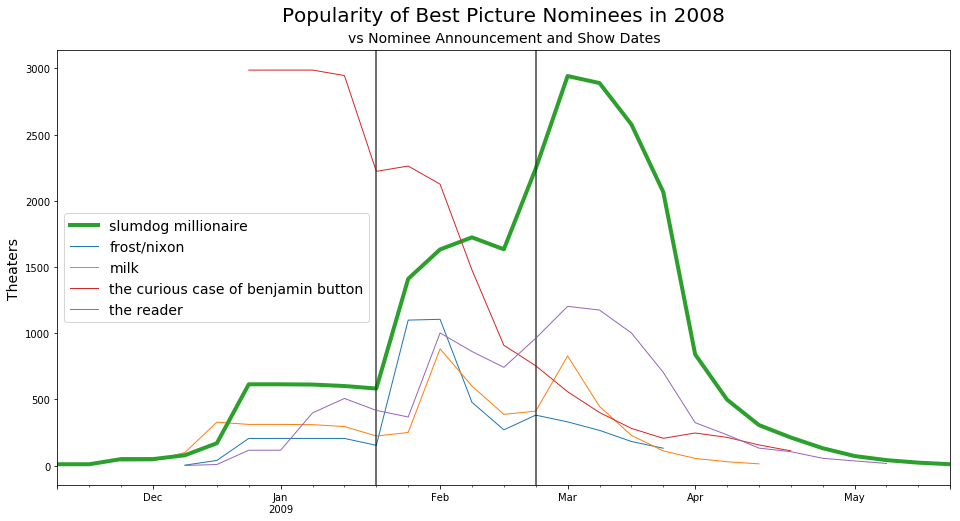 Popularity of Best Picture Nominees in 2008
vs Nominee Announcement and Show Dates
Theaters
3000
2500
2000
1500
1000
500
0
slumdog millionaire
frost/nixon
milk
the curious case of benjamin button
the reader
Dec
Jan
2009
Feb
Mar
Apr
May